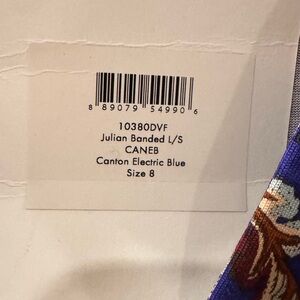 8 89079 54990 6
10380DVF
Julian Banded L/S
CANEB
Canton Electric Blue
Size 8